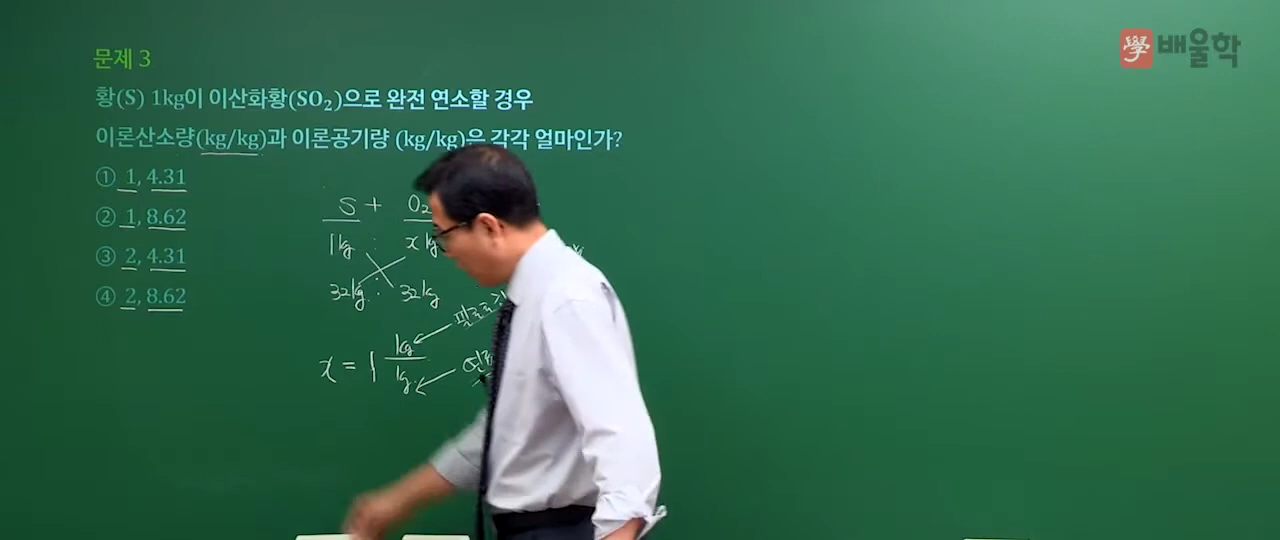 學 배울학
문제 3
황(S) 1kg이 이산화황(SO₂)으로 완전 연소할 경우
이론산소량(kg/kg)과 이론공기량 (kg/kg)은 각각 얼마인가?
① 1, 4.31
② 1, 8.62
③ 2, 4.31
④ 2, 8.62
S + O₂
1kg : x kg
32kg : 32kg
x = 1 kg/kg